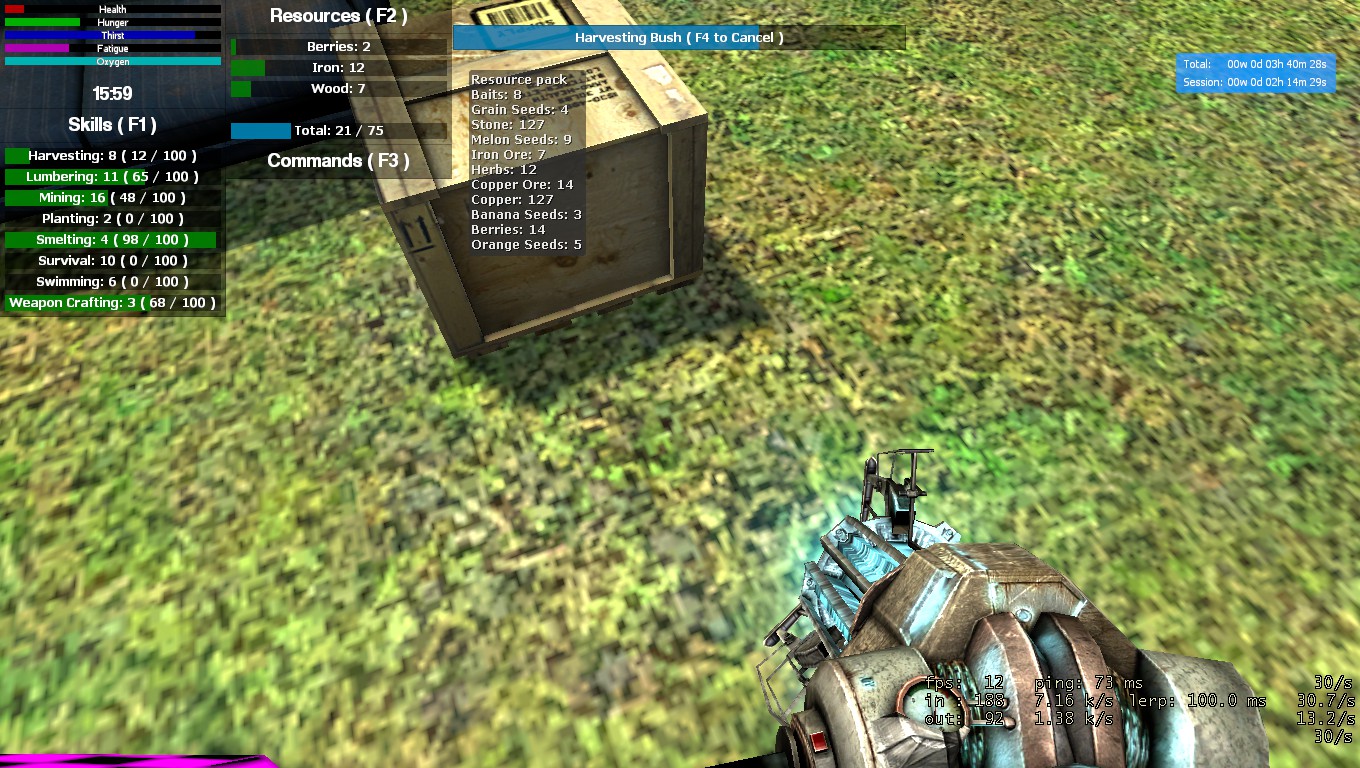 Health
Hunger
Thirst
Fatigue
Oxygen
15:59
Skills ( F1 )
Harvesting: 8 ( 12 / 100 )
Lumbering: 11 ( 65 / 100 )
Mining: 16 ( 48 / 100 )
Planting: 2 ( 0 / 100 )
Smelting: 4 ( 98 / 100 )
Survival: 10 ( 0 / 100 )
Swimming: 6 ( 0 / 100 )
Weapon Crafting: 3 ( 68 / 100 )
Resources ( F2 )
Berries: 2
Iron: 12
Wood: 7
Total: 21 / 75
Commands ( F3 )
Harvesting Bush ( F4 to Cancel )
Resource pack
Baits: 8
Grain Seeds: 4
Stone: 127
Melon Seeds: 9
Iron Ore: 7
Herbs: 12
Copper Ore: 14
Copper: 127
Banana Seeds: 3
Berries: 14
Orange Seeds: 5
Total: 00w 0d 03h 40m 28s
Session: 00w 0d 02h 14m 29s
fps: 12 ping: 73 ms 30/s
in : 188 7.16 k/s lerp: 100.0 ms 30.7/s
out: 92 1.38 k/s 13.2/s
30/s